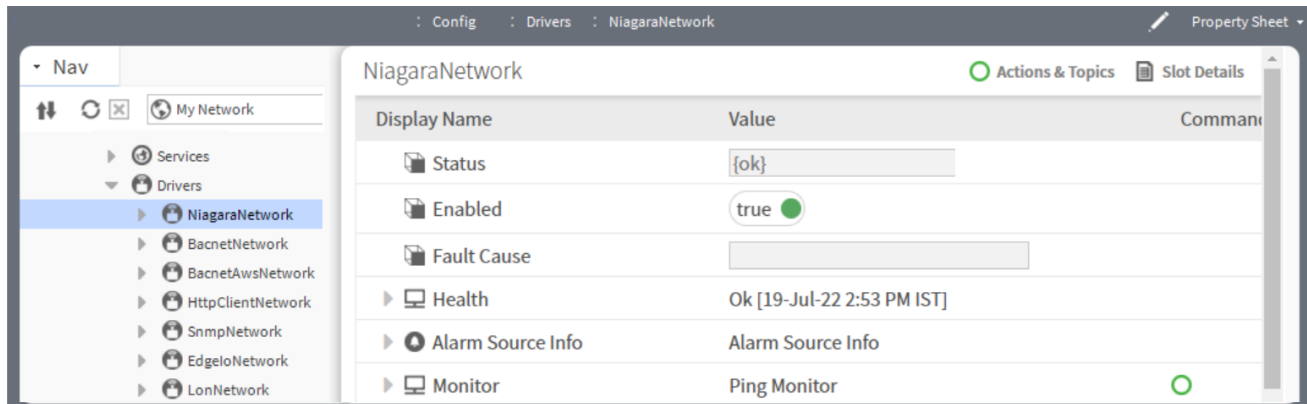 : Config : Drivers : NiagaraNetwork Property Sheet
Nav
My Network
Services
Drivers
NiagaraNetwork
BacnetNetwork
BacnetAwsNetwork
HttpClientNetwork
SnmpNetwork
EdgeIoNetwork
LonNetwork
NiagaraNetwork Actions & Topics Slot Details
Display Name Value Comman
Status {ok}
Enabled true
Fault Cause
Health Ok [19-Jul-22 2:53 PM IST]
Alarm Source Info Alarm Source Info
Monitor Ping Monitor